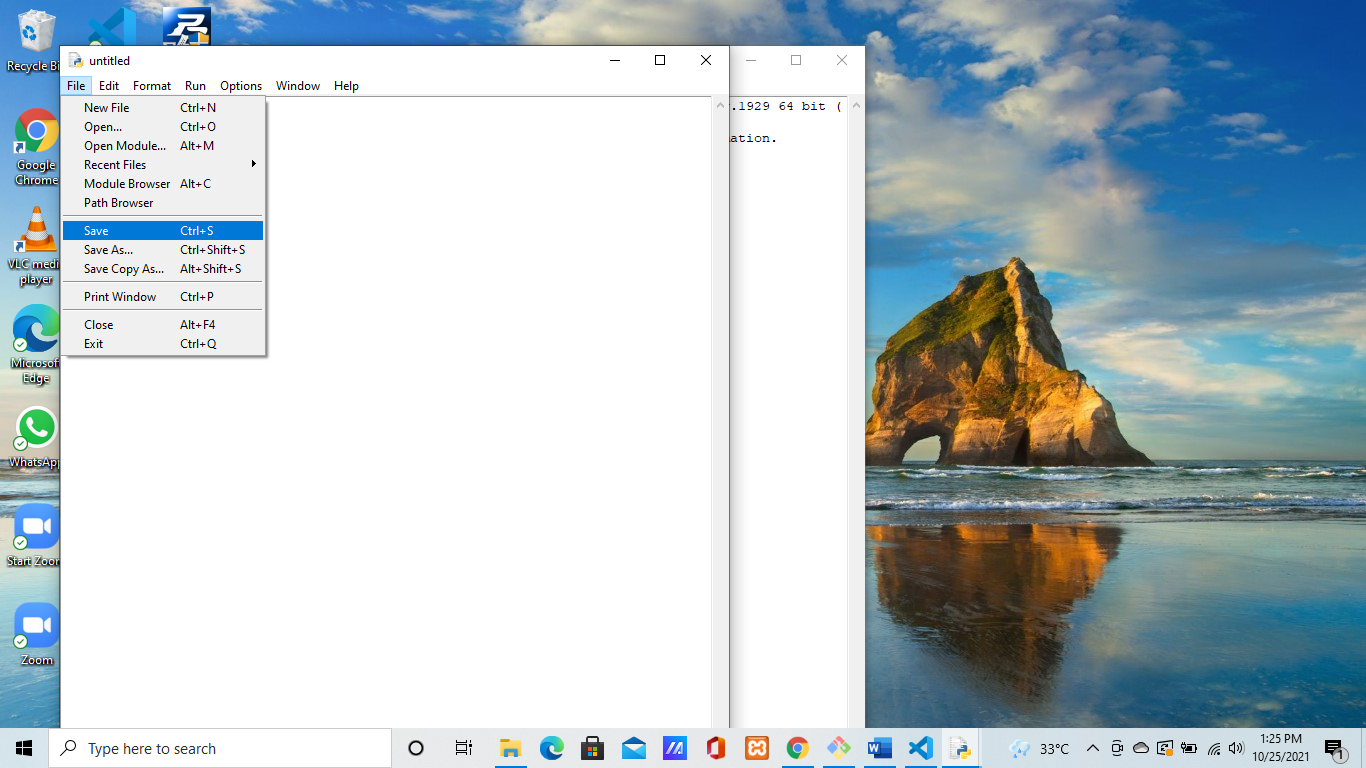 Recycle Bi
Google
Chrome
VLC medi
player
Microsof
Edge
WhatsApp
Start Zoom
Zoom
untitled
File Edit Format Run Options Window Help
New File Ctrl+N
Open... Ctrl+O
Open Module... Alt+M
Recent Files
Module Browser Alt+C
Path Browser
Save Ctrl+S
Save As... Ctrl+Shift+S
Save Copy As... Alt+Shift+S
Print Window Ctrl+P
Close Alt+F4
Exit Ctrl+Q
.1929 64 bit (
ation.
Type here to search
33°C
1:25 PM
10/25/2021
1